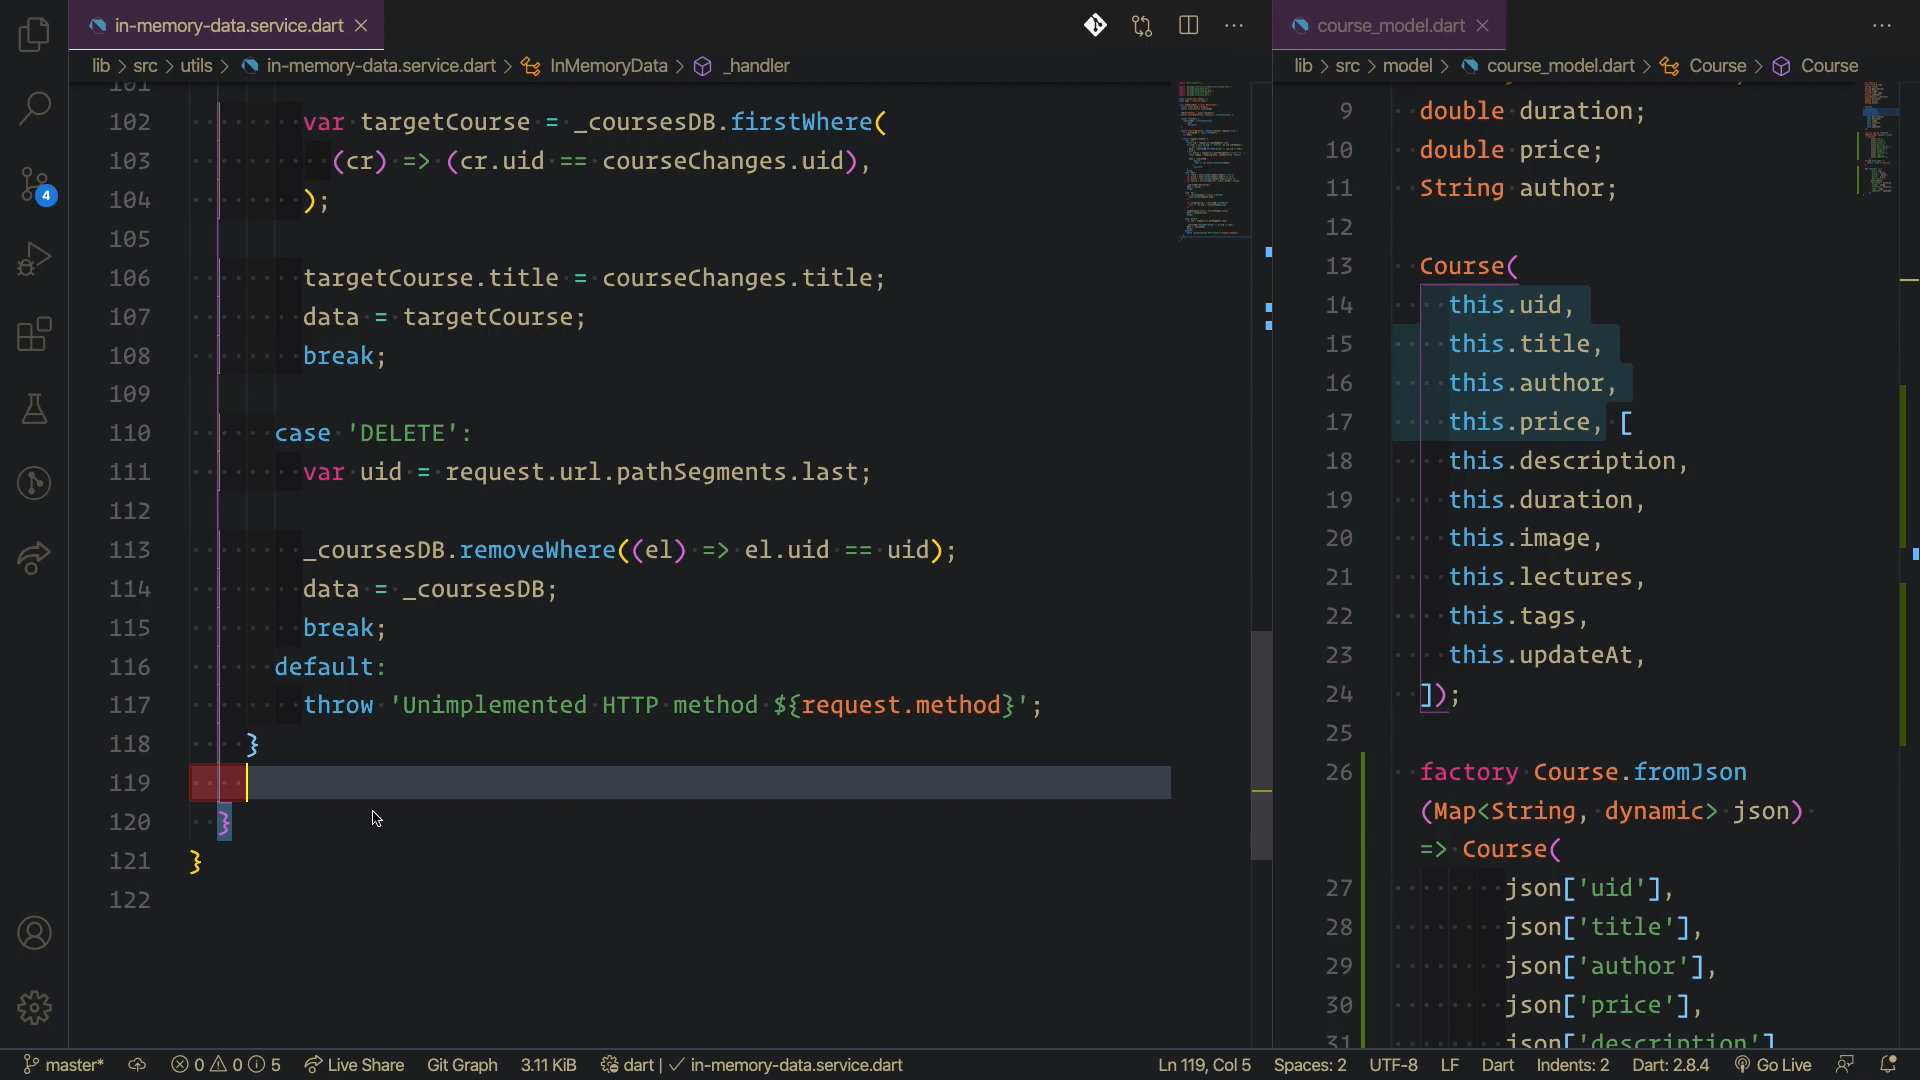 in-memory-data.service.dart
lib > src > utils > in-memory-data.service.dart > InMemoryData > _handler
101
102 var targetCourse = _coursesDB.firstWhere(
103 (cr) => (cr.uid == courseChanges.uid),
104 );
105
106 targetCourse.title = courseChanges.title;
107 data = targetCourse;
108 break;
109
110 case 'DELETE':
111 var uid = request.url.pathSegments.last;
112
113 _coursesDB.removeWhere((el) => el.uid == uid);
114 data = _coursesDB;
115 break;
116 default:
117 throw 'Unimplemented HTTP method ${request.method}';
118 }
119
120 }
121 }
122
course_model.dart
lib > src > model > course_model.dart > Course > Course
9 double duration;
10 double price;
11 String author;
12
13 Course(
14 this.uid,
15 this.title,
16 this.author,
17 this.price, [
18 this.description,
19 this.duration,
20 this.image,
21 this.lectures,
22 this.tags,
23 this.updateAt,
24 ]);
25
26 factory Course.fromJson
(Map<String, dynamic> json)
=> Course(
27 json['uid'],
28 json['title'],
29 json['author'],
30 json['price'],
31 json['description']
4
master* 0 0 5 Live Share Git Graph 3.11 KiB dart | ✓ in-memory-data.service.dart Ln 119, Col 5 Spaces: 2 UTF-8 LF Dart Indents: 2 Dart: 2.8.4 Go Live